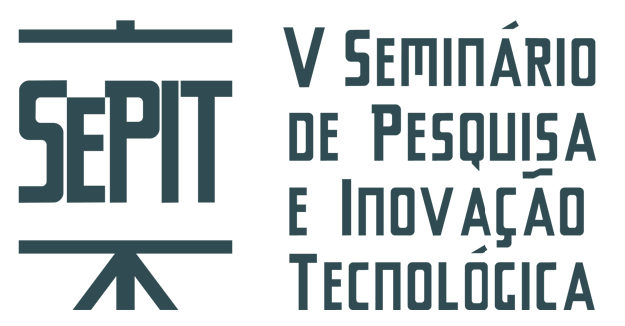 SEPIT
V Seminário
de Pesquisa
e Inovação
Tecnológica